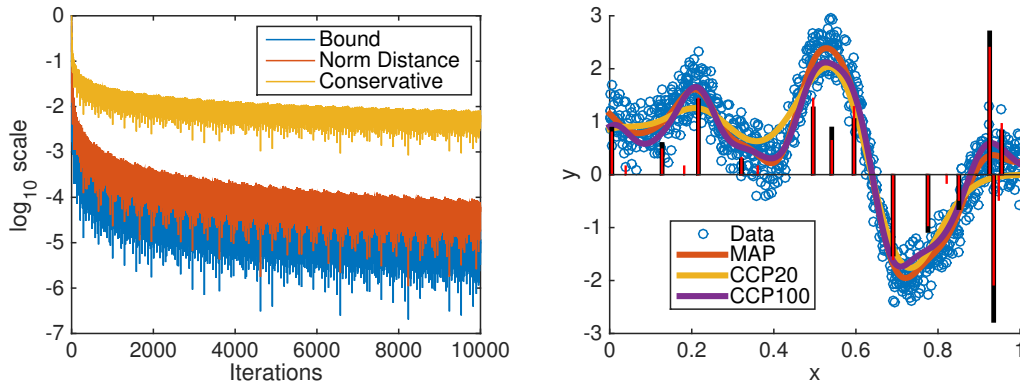 0
-1
-2
-3
-4
-5
-6
-7
log10 scale
0
2000
4000
6000
8000
10000
Iterations
Bound
Norm Distance
Conservative
3
2
1
0
-1
-2
-3
y
0
0.2
0.4
0.6
0.8
1
x
Data
MAP
CCP20
CCP100